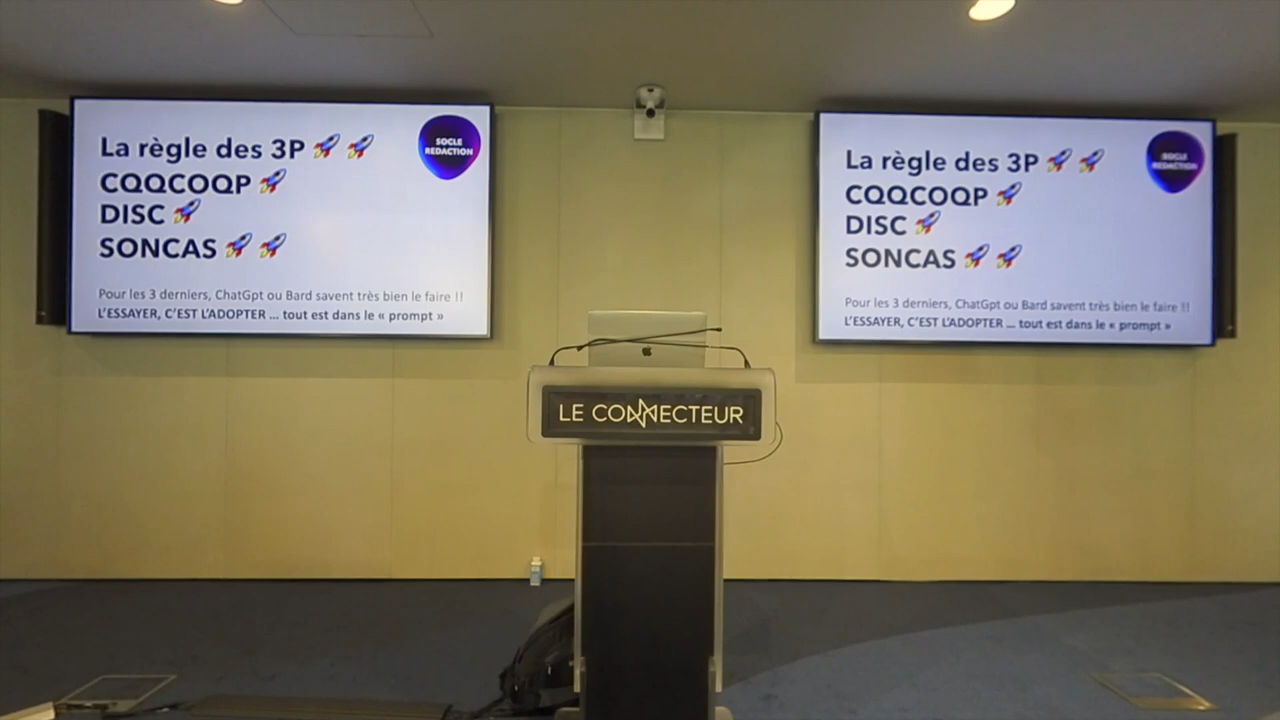 La règle des 3P 🚀 🚀
CQQCOQP 🚀
DISC 🚀
SONCAS 🚀 🚀
SOCLE
REDACTION
Pour les 3 derniers, ChatGpt ou Bard savent très bien le faire !!
L'ESSAYER, C'EST L'ADOPTER ... tout est dans le « prompt »
La règle des 3P 🚀 🚀
CQQCOQP 🚀
DISC 🚀
SONCAS 🚀 🚀
SOCLE
REDACTION
Pour les 3 derniers, ChatGpt ou Bard savent très bien le faire !!
L'ESSAYER, C'EST L'ADOPTER ... tout est dans le « prompt »
LE CONNECTEUR